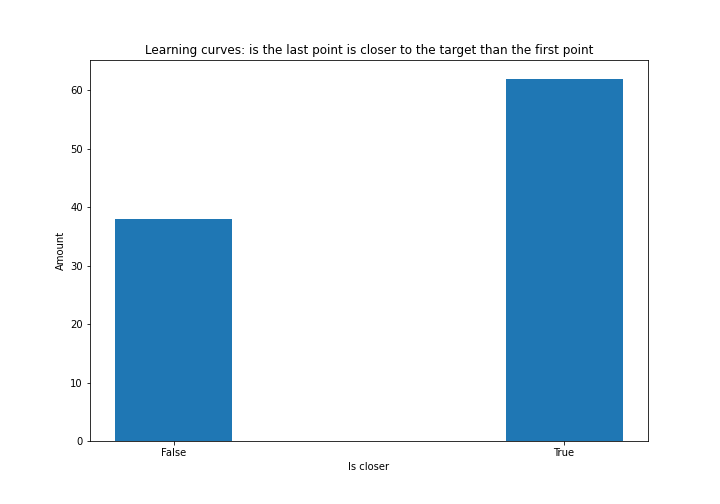 Learning curves: is the last point is closer to the target than the first point
60
50
40
30
20
10
0
Amount
False
True
Is closer